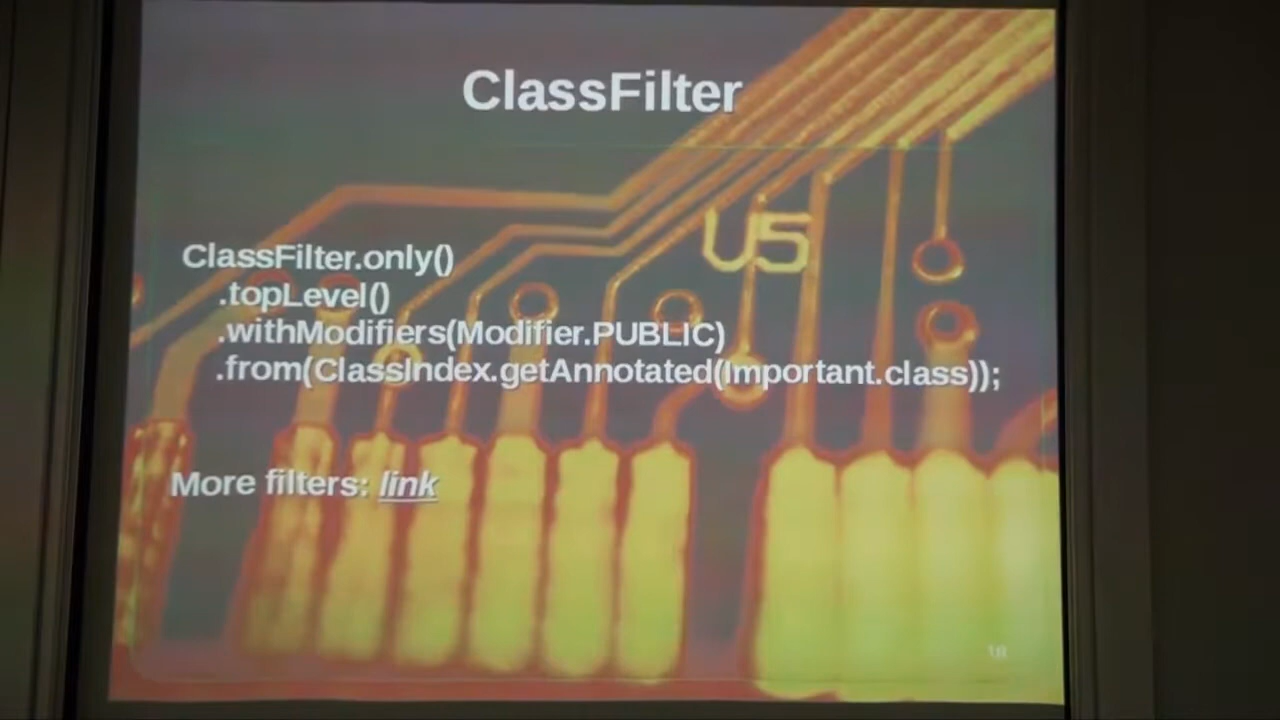 ClassFilter
U5
ClassFilter.only()
.topLevel()
.withModifiers(Modifier.PUBLIC)
.from(ClassIndex.getAnnotated(Important.class));
More filters: link